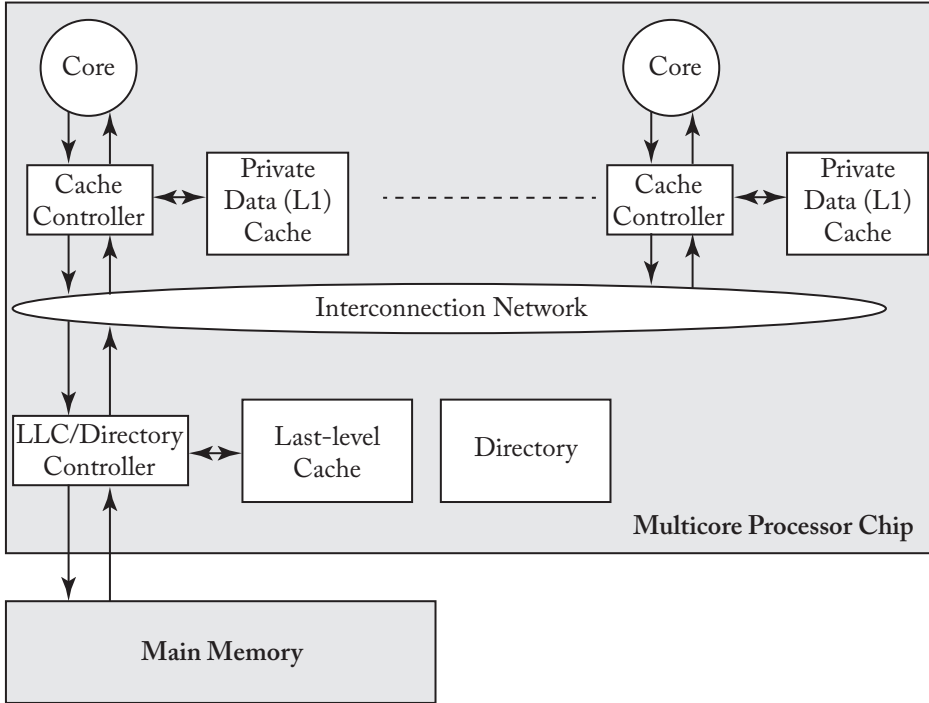 Core
Core
Cache
Controller
Private
Data (L1)
Cache
Cache
Controller
Private
Data (L1)
Cache
Interconnection Network
LLC/Directory
Controller
Last-level
Cache
Directory
Multicore Processor Chip
Main Memory